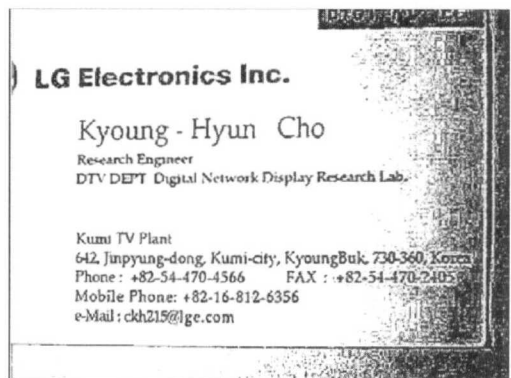 LG Electronics Inc.
Kyoung - Hyun Cho
Research Engineer
DTV DEPT Digital Network Display Research Lab.
Kumi TV Plant
642, Jinpyung-dong, Kumi-city, KyoungBuk, 730-360, Korea
Phone : +82-54-470-4566 FAX : +82-54-470-2405
Mobile Phone: +82-16-812-6356
e-Mail : ckh215@lge.com